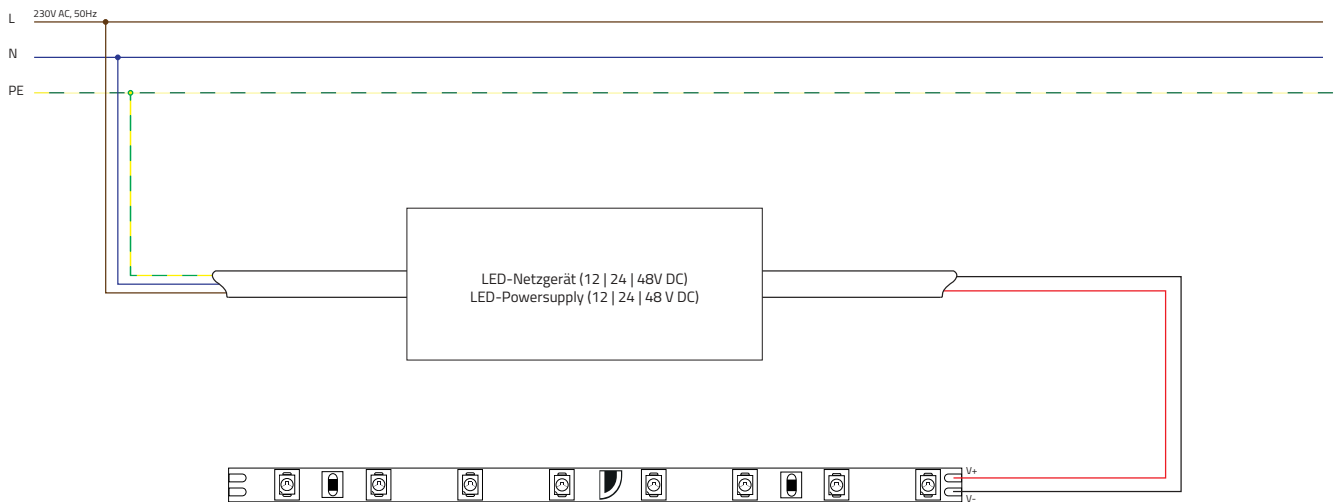 L
230V AC, 50Hz
N
PE
LED-Netzgerät (12 | 24 | 48V DC)
LED-Powersupply (12 | 24 | 48 V DC)
V+
V-